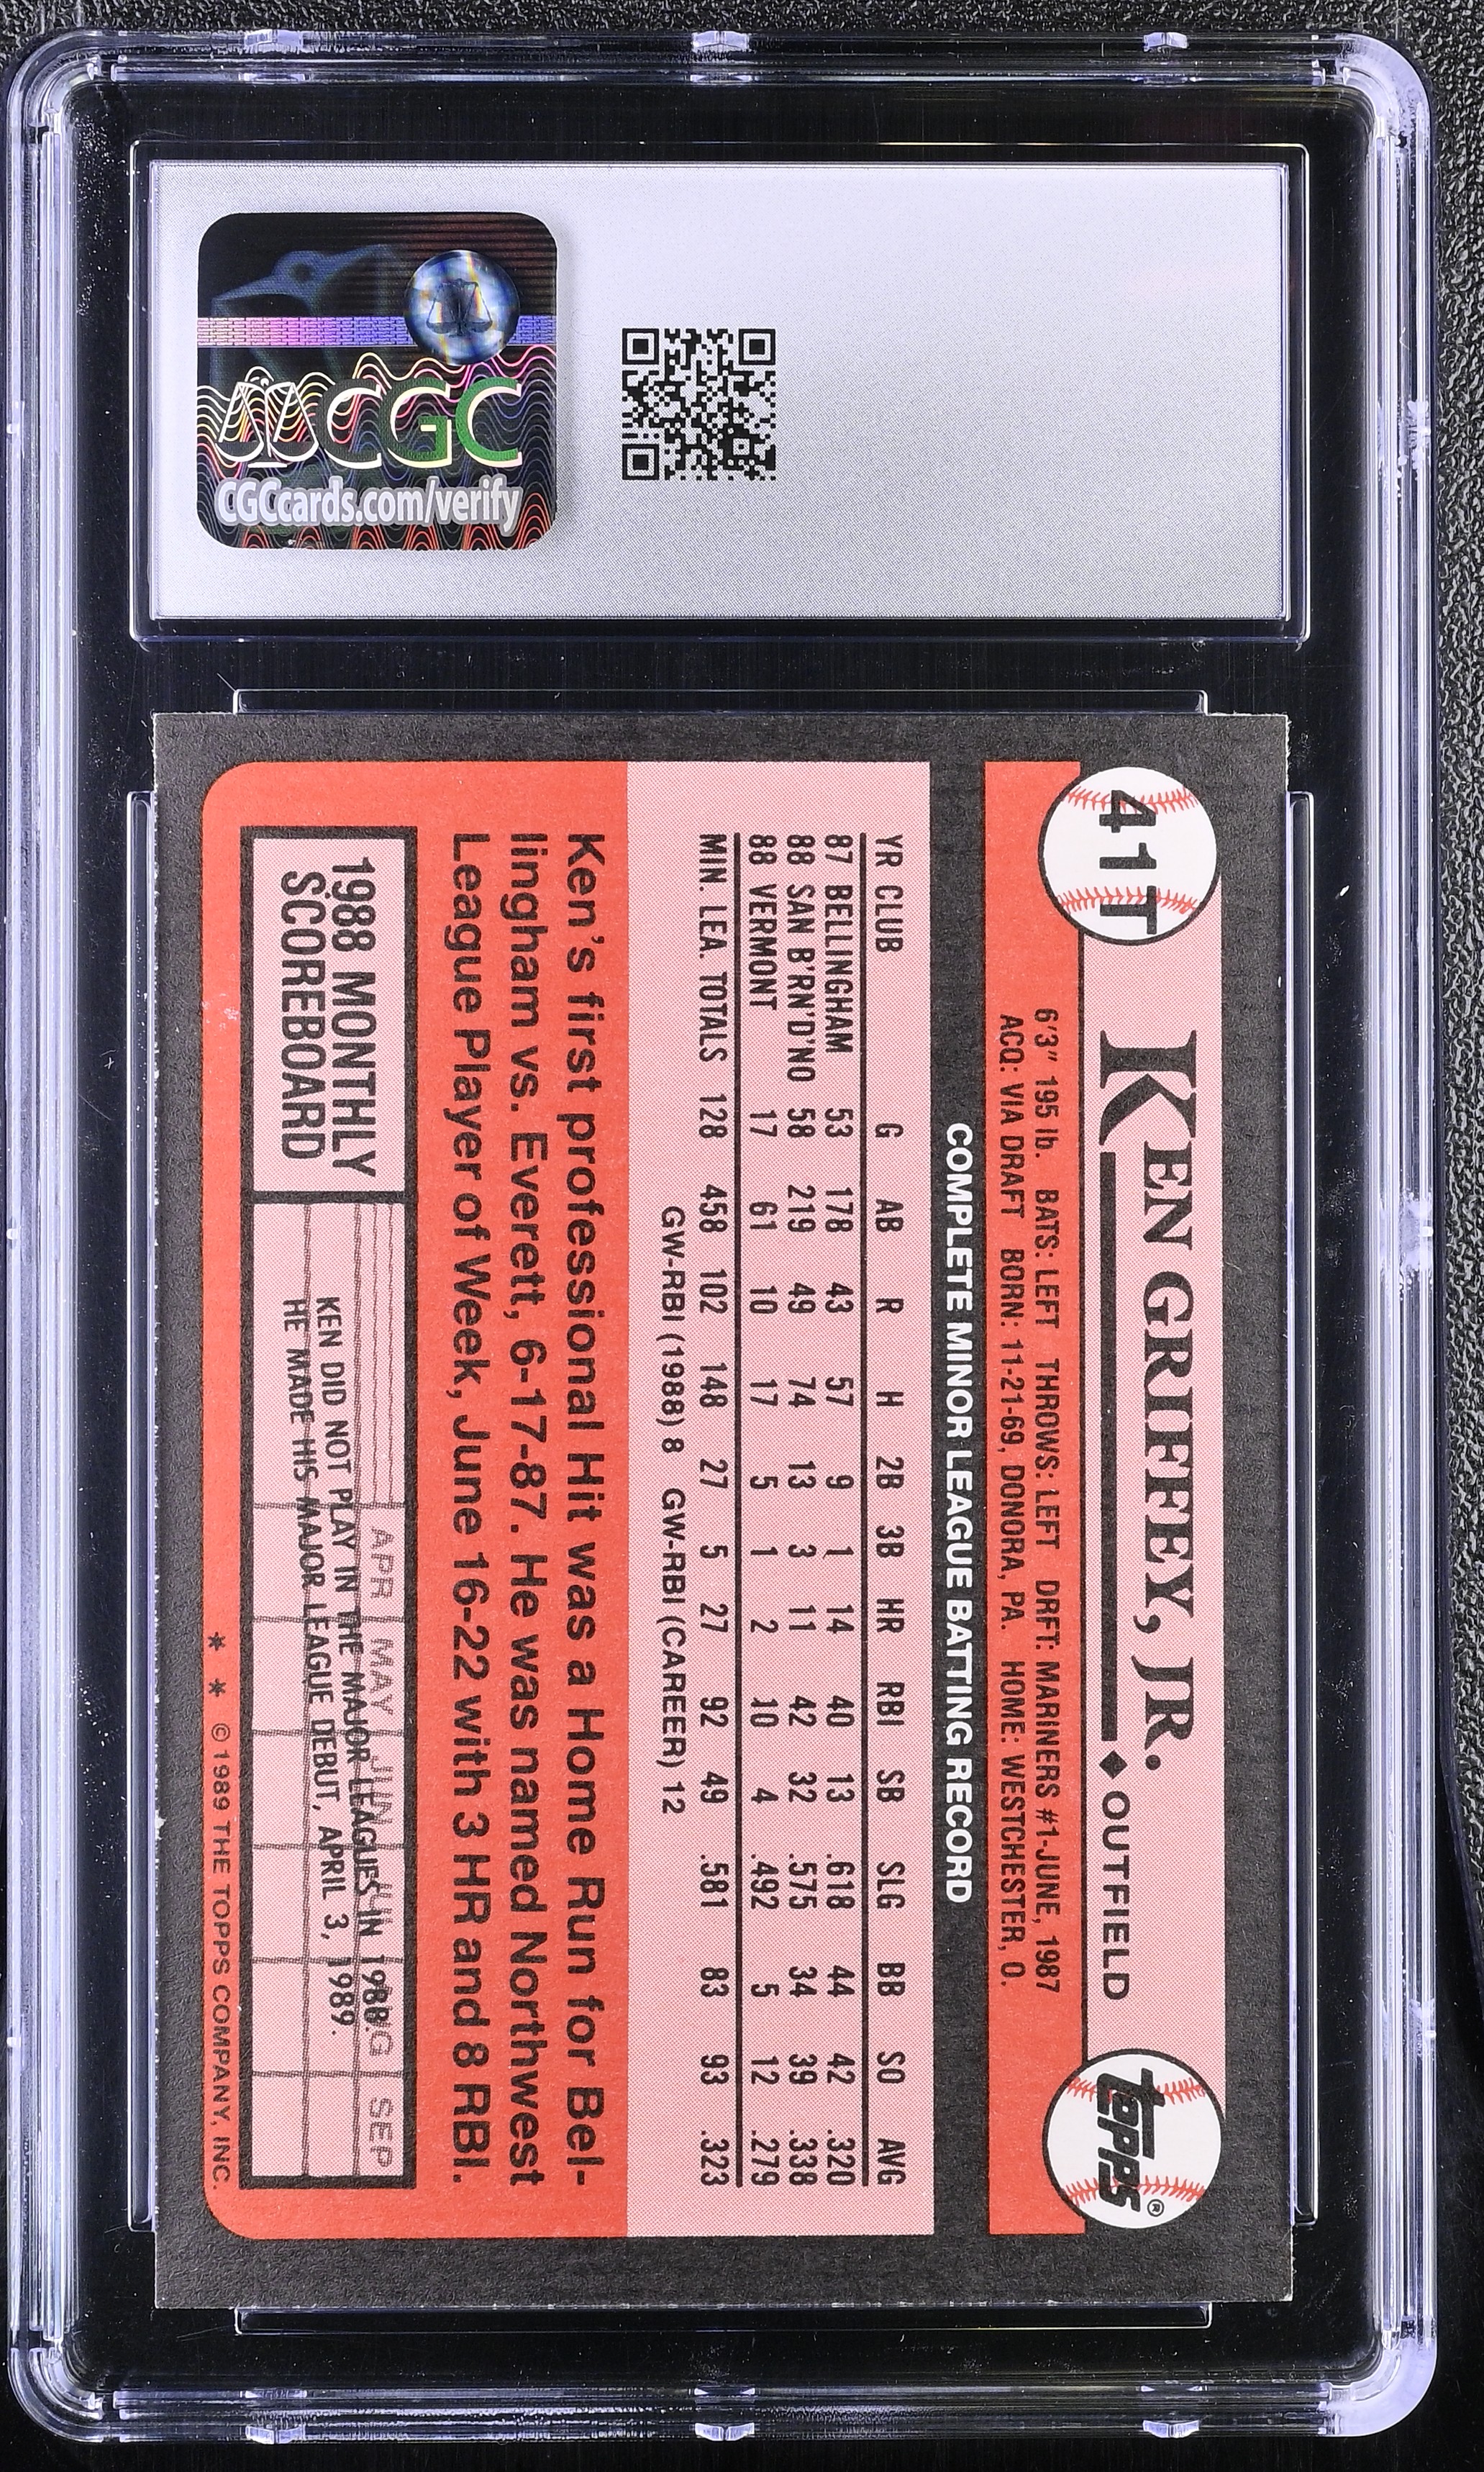 CGC
CGCcards.com/verify
41T
KEN GRIFFEY, JR. ◆ OUTFIELD
topps®
6'3" 195 lb. BATS: LEFT THROWS: LEFT DRFT: MARINERS #1-JUNE, 1987
ACQ: VIA DRAFT BORN: 11-21-69, DONORA, PA. HOME: WESTCHESTER, O.
COMPLETE MINOR LEAGUE BATTING RECORD
YR CLUB G AB R H 2B 3B HR RBI SB SLG BB SO AVG
87 BELLINGHAM 53 178 43 57 9 1 14 40 13 .618 44 42 .320
88 SAN B'RN'D'NO 58 219 49 74 13 3 11 42 32 .575 34 39 .338
88 VERMONT 17 61 10 17 5 1 2 10 4 .492 5 12 .279
MIN. LEA. TOTALS 128 458 102 148 27 5 27 92 49 .581 83 93 .323
GW-RBI (1988) 8 GW-RBI (CAREER) 12
Ken's first professional Hit was a Home Run for Bel-
lingham vs. Everett, 6-17-87. He was named Northwest
League Player of Week, June 16-22 with 3 HR and 8 RBI.
1988 MONTHLY
SCOREBOARD
APR MAY JUN JUL AUG SEP
KEN DID NOT PLAY IN THE MAJOR LEAGUES IN 1988.
HE MADE HIS MAJOR LEAGUE DEBUT, APRIL 3, 1989.
* * © 1989 THE TOPPS COMPANY, INC.